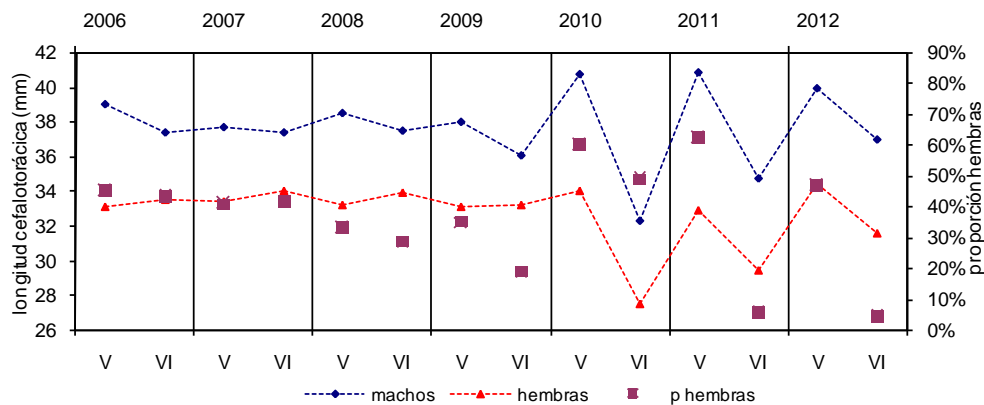 2006 2007 2008 2009 2010 2011 2012
42 90%
40 80%
38 70%
36 60%
34 50%
32 40%
30 30%
28 20%
26 10%
0%
longitud cefalotorácica (mm)
proporción hembras
V VI V VI V VI V VI V VI V VI V VI
machos hembras p hembras